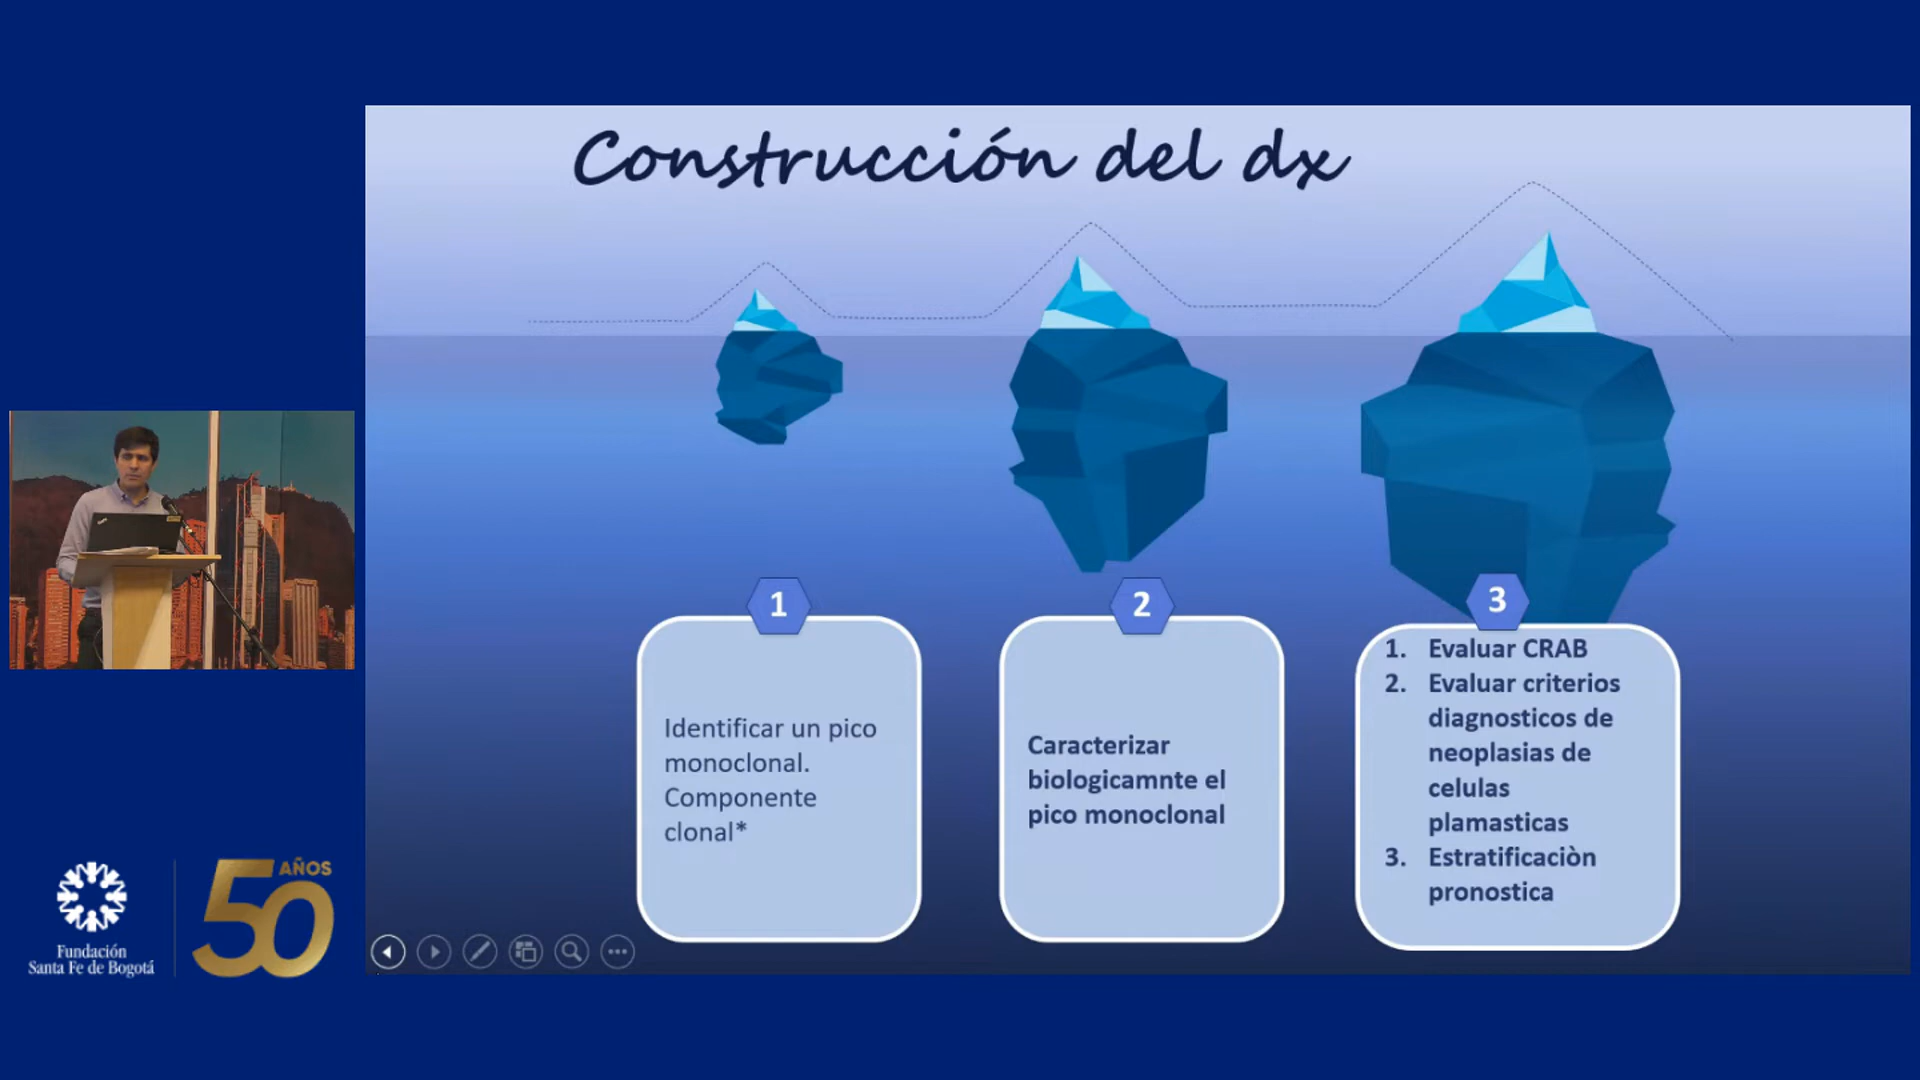 Construcción del dx
1
Identificar un pico
monoclonal.
Componente
clonal*
2
Caracterizar
biologicamnte el
pico monoclonal
3
1. Evaluar CRAB
2. Evaluar criterios
diagnosticos de
neoplasias de
celulas
plamasticas
3. Estratificaciòn
pronostica
Fundación
Santa Fe de Bogotá
50 AÑOS